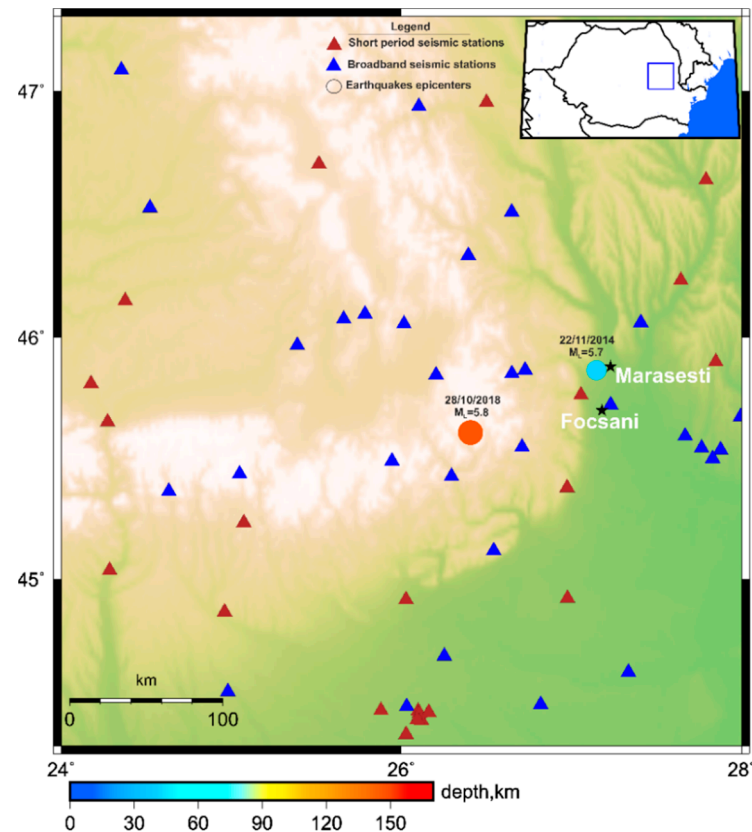 Legend
Short period seismic stations
Broadband seismic stations
Earthquakes epicenters
47°
46°
45°
22/11/2014
ML=5.7
Marasesti
Focsani
28/10/2018
ML=5.8
km
0 100
24° 26° 28°
depth,km
0 30 60 90 120 150